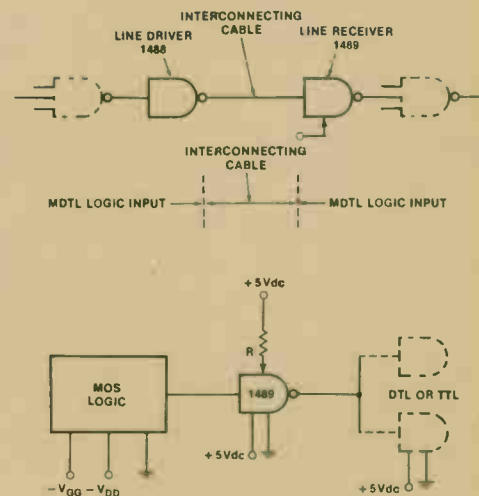 INTERCONNECTING
CABLE
LINE DRIVER
1488
LINE RECEIVER
1489
INTERCONNECTING
CABLE
MDTL LOGIC INPUT
MDTL LOGIC INPUT
+5Vdc
R
MOS
LOGIC
1489
DTL OR TTL
+5Vdc
-VGG -VDD
+5Vdc